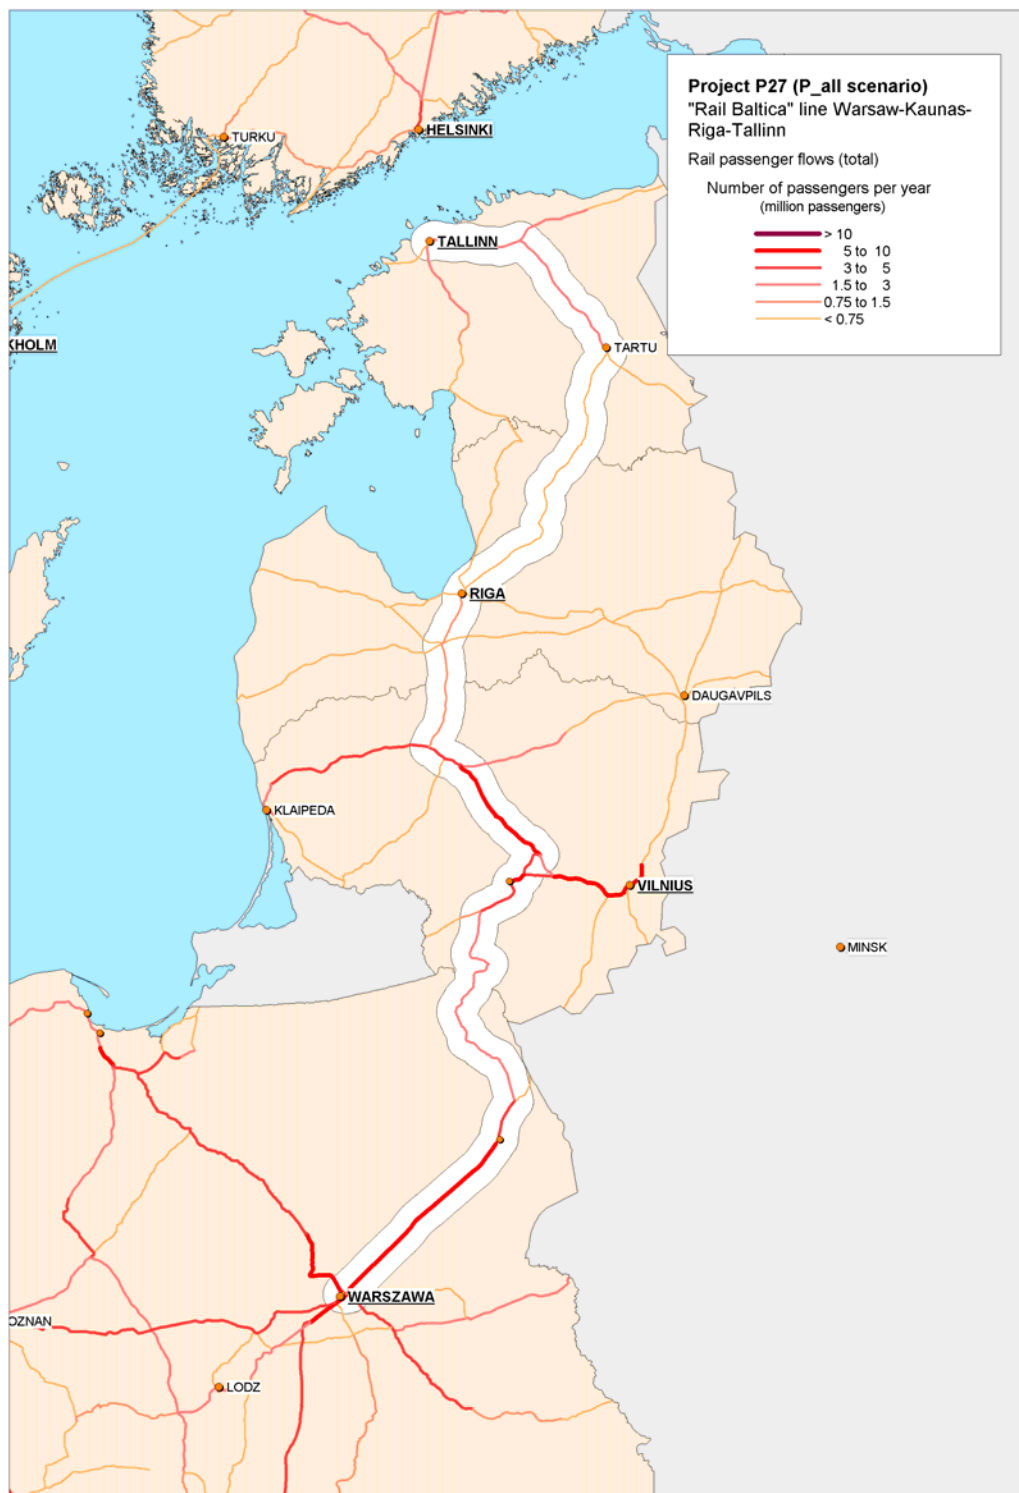 Project P27 (P_all scenario)
"Rail Baltica" line Warsaw-Kaunas-
Riga-Tallinn
Rail passenger flows (total)
Number of passengers per year
(million passengers)
> 10
5 to 10
3 to 5
1.5 to 3
0.75 to 1.5
< 0.75
HELSINKI
TURKU
TALLINN
KHOLM
TARTU
RIGA
DAUGAVPILS
KLAIPEDA
VILNIUS
MINSK
WARSZAWA
OZNAN
LODZ